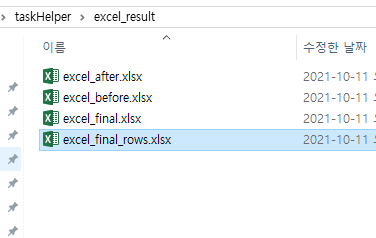 taskHelper > excel_result
이름 수정한 날짜
excel_after.xlsx 2021-10-11
excel_before.xlsx 2021-10-11
excel_final.xlsx 2021-10-11
excel_final_rows.xlsx 2021-10-11